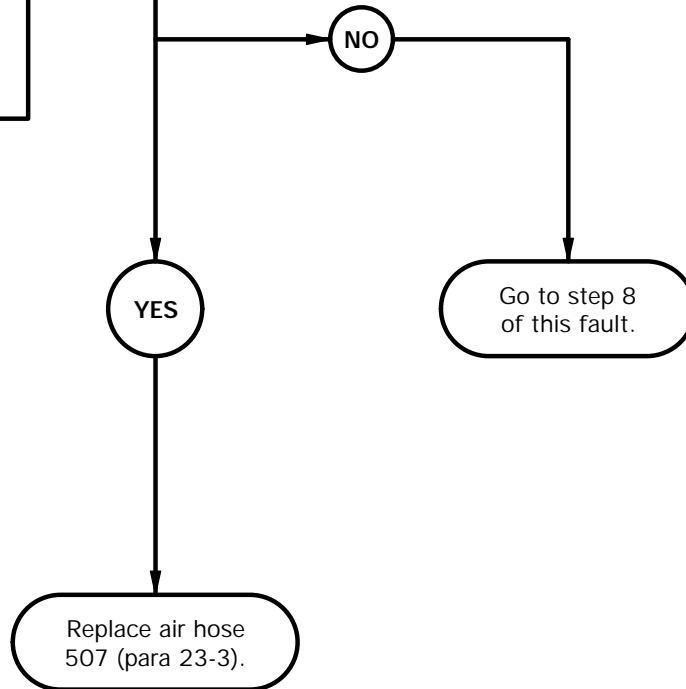 NO
YES
Go to step 8
of this fault.
Replace air hose
507 (para 23-3).